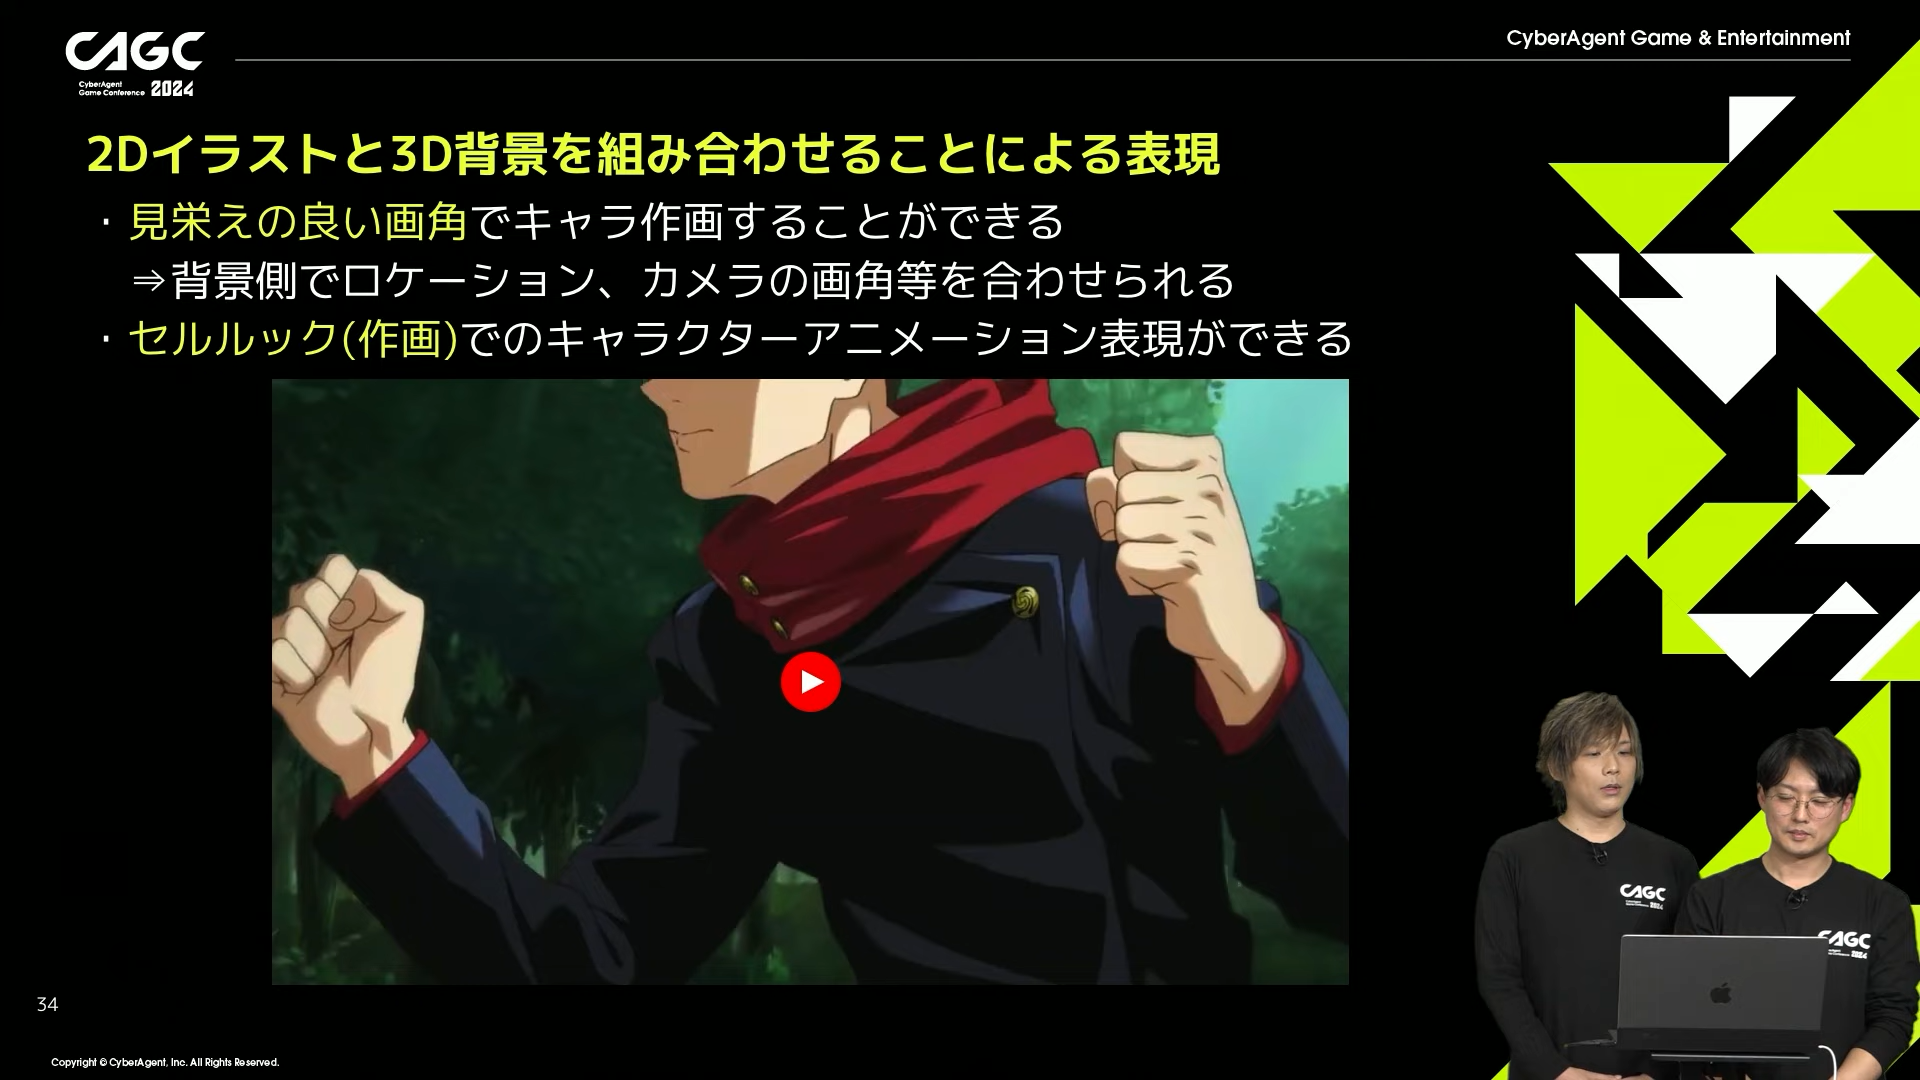 CAGC
CyberAgent
Game Conference 2024
CyberAgent Game & Entertainment
2Dイラストと3D背景を組み合わせることによる表現
・見栄えの良い画角でキャラ作画することができる
⇒背景側でロケーション、カメラの画角等を合わせられる
・セルルック(作画)でのキャラクターアニメーション表現ができる
CAGC
CAGC
34
Copyright © CyberAgent, Inc. All Rights Reserved.